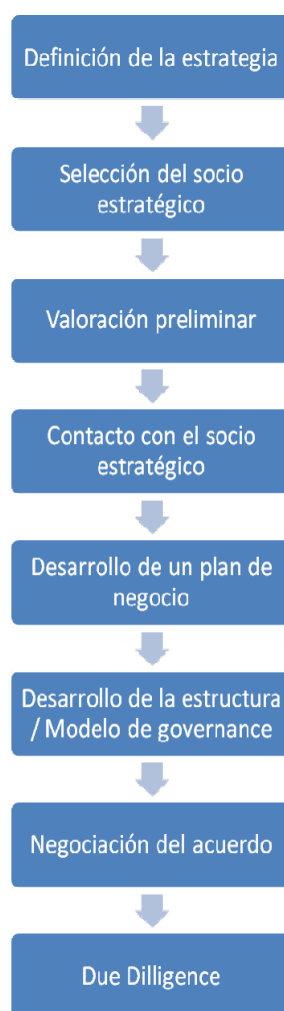 Definición de la estrategia
Selección del socio
estratégico
Valoración preliminar
Contacto con el socio
estratégico
Desarrollo de un plan de
negocio
Desarrollo de la estructura
/ Modelo de governance
Negociación del acuerdo
Due Dilligence